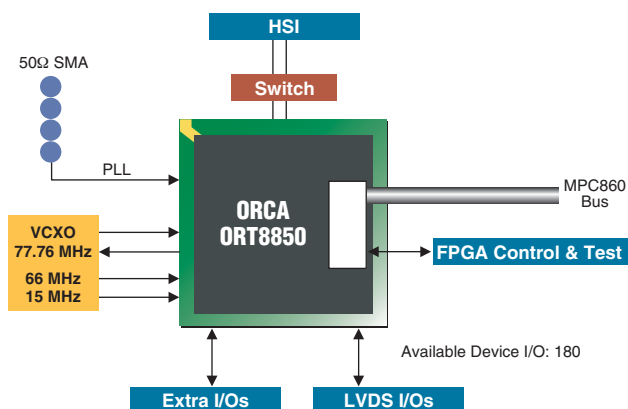 HSI
50Ω SMA
Switch
PLL
ORCA
ORT8850
MPC860
Bus
VCXO
77.76 MHz
66 MHz
15 MHz
FPGA Control & Test
Available Device I/O: 180
Extra I/Os
LVDS I/Os